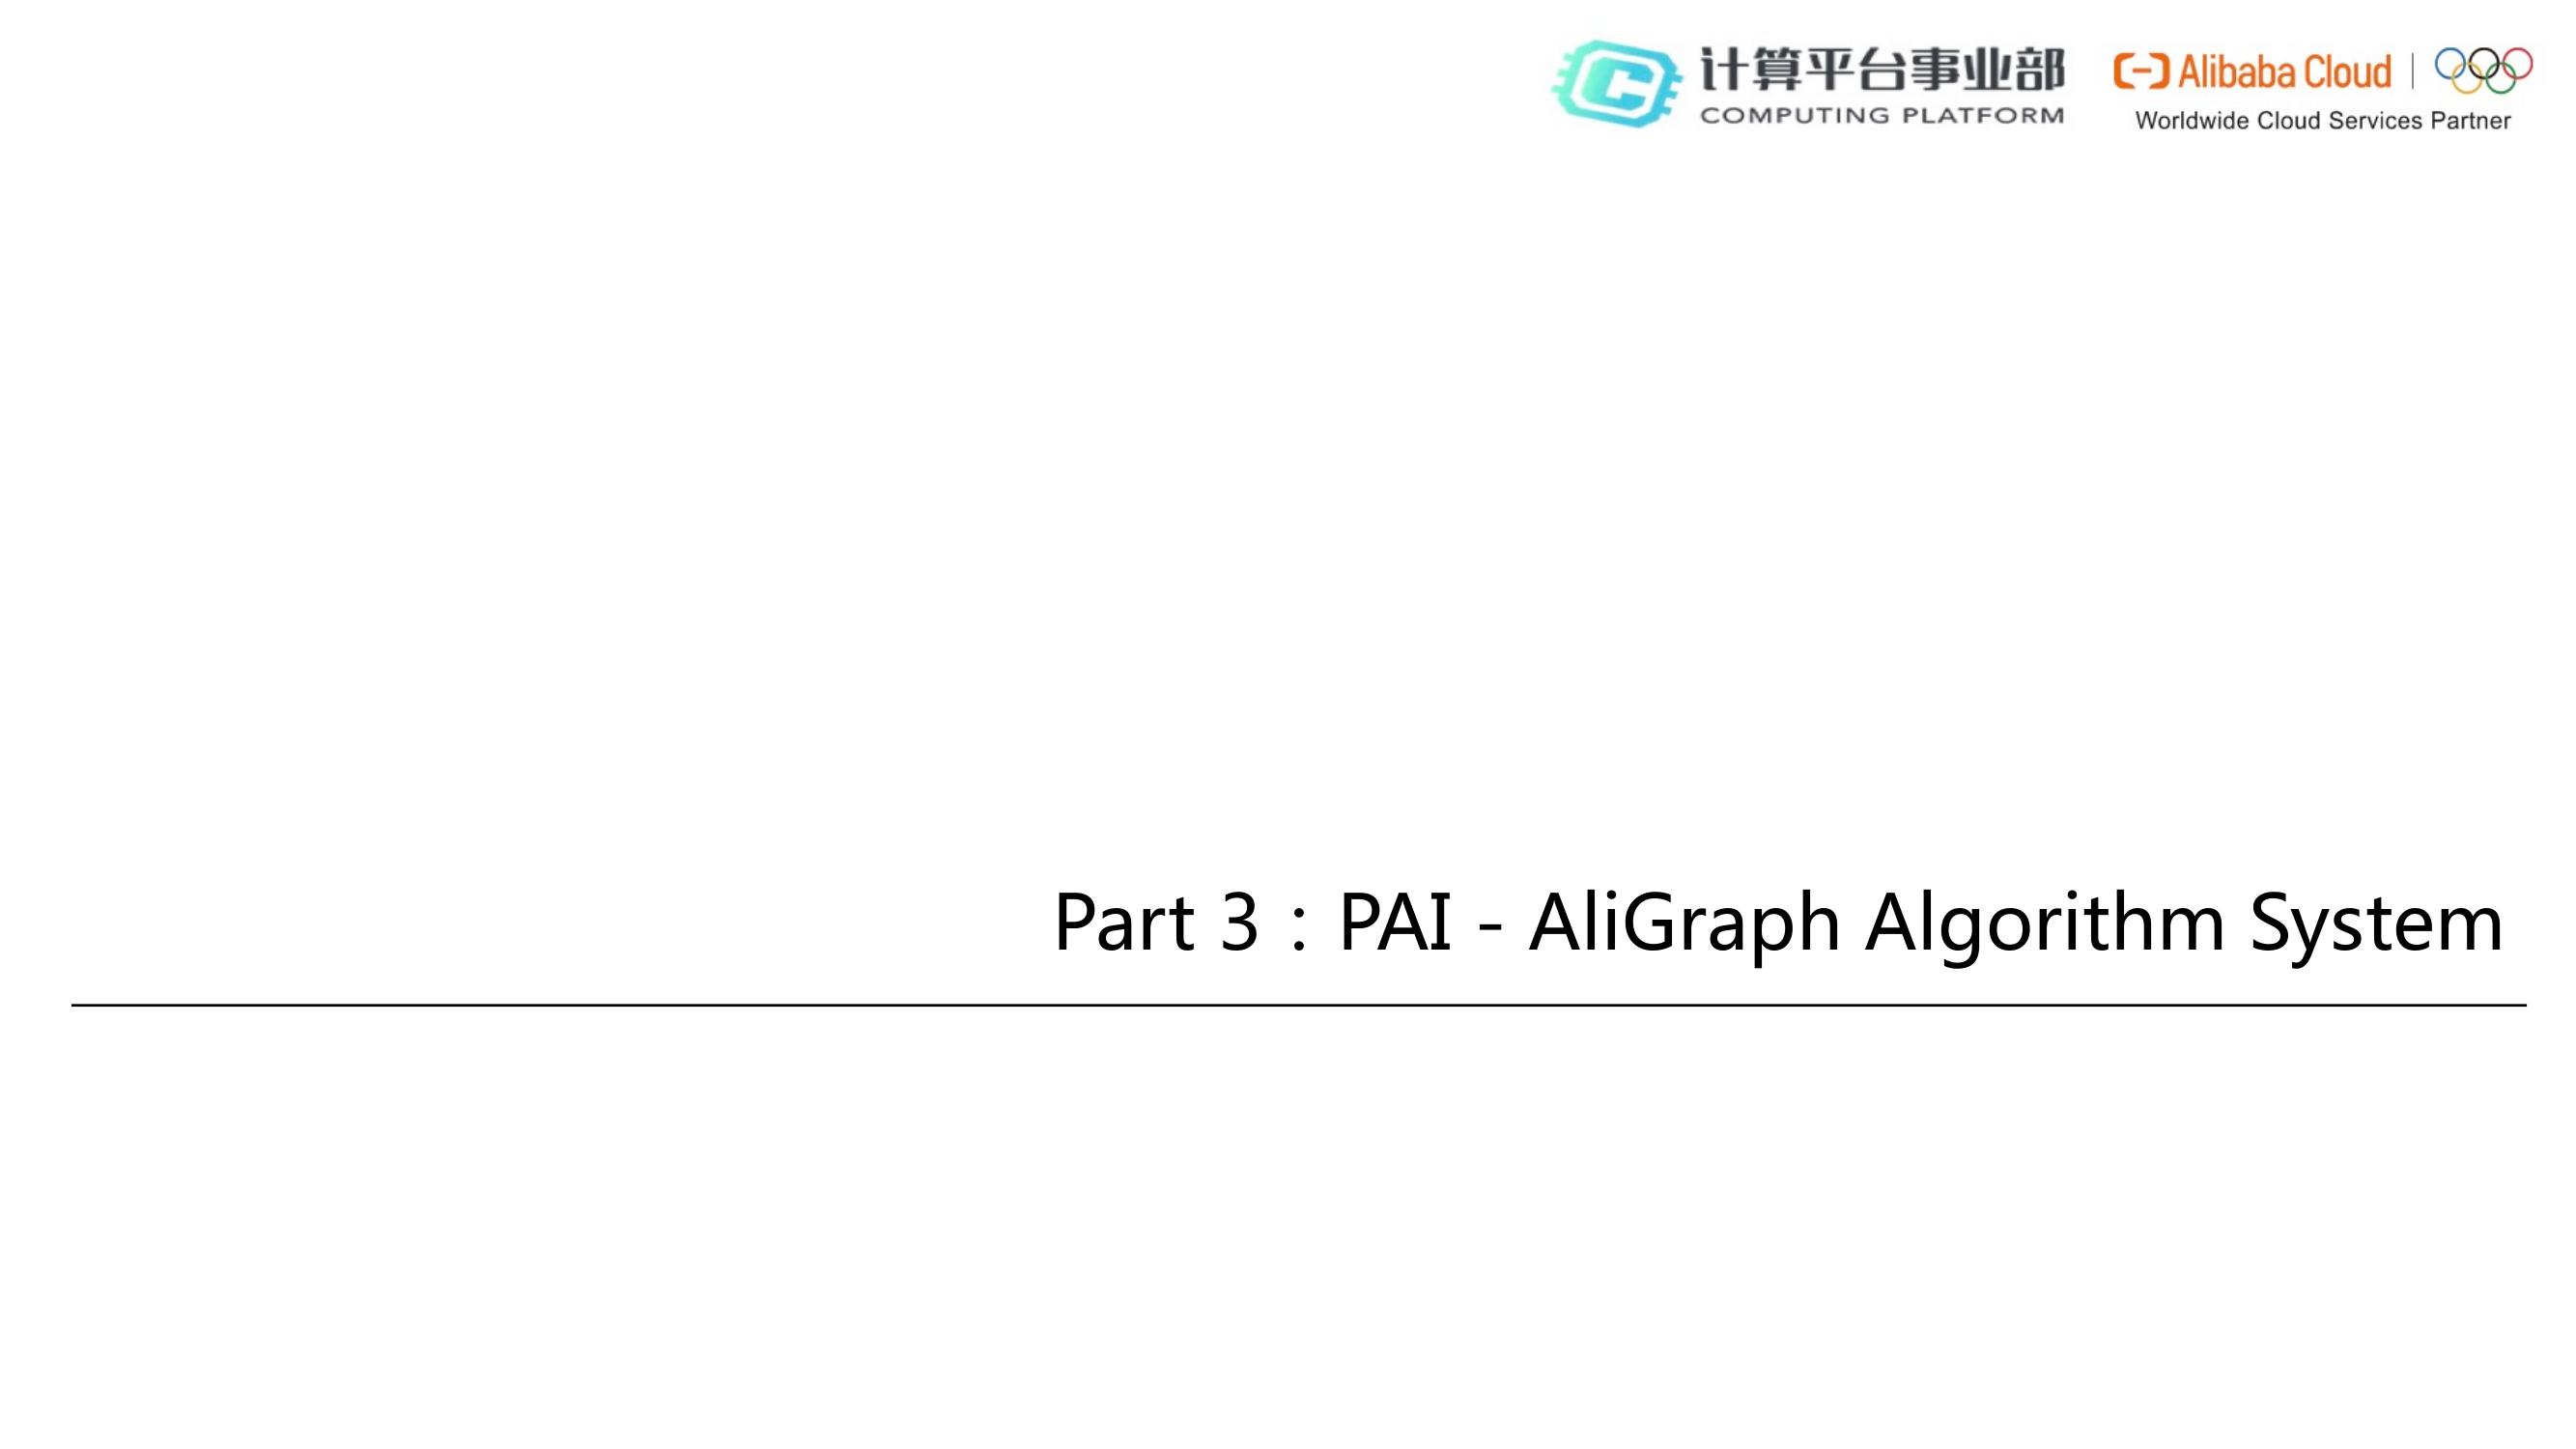 计算平台事业部
COMPUTING PLATFORM
Alibaba Cloud
Worldwide Cloud Services Partner
Part 3：PAI - AliGraph Algorithm System